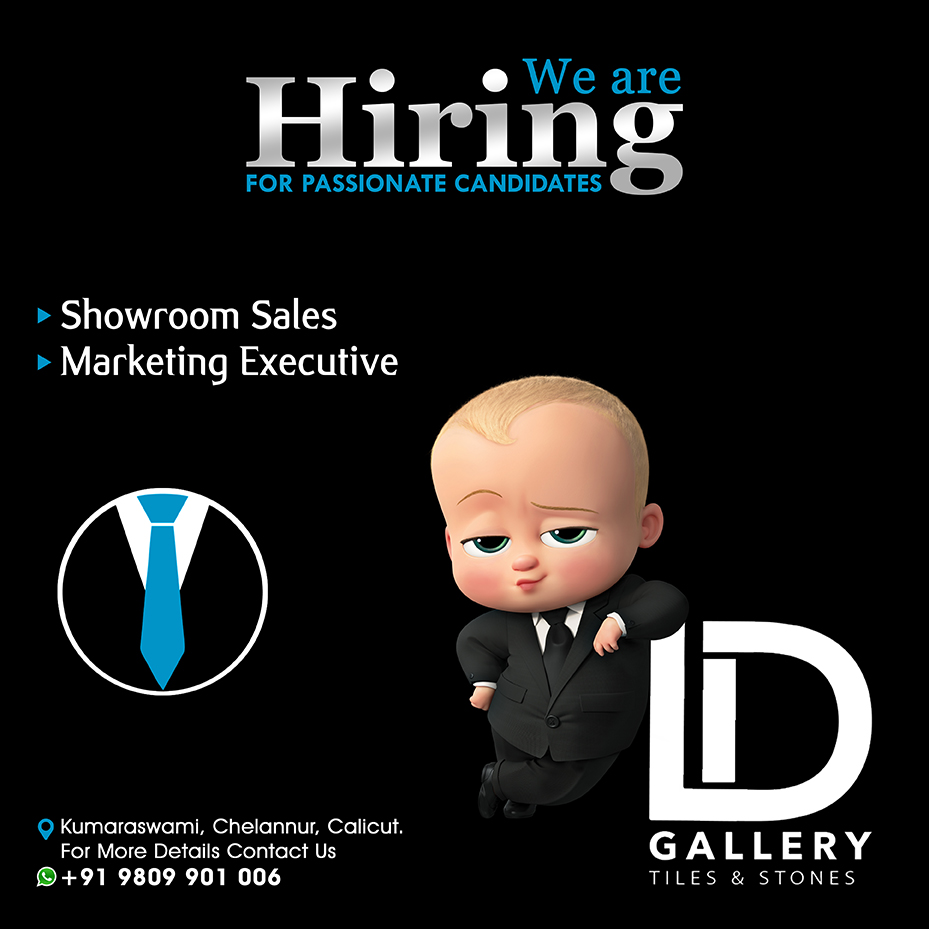 We are
Hiring
FOR PASSIONATE CANDIDATES
Showroom Sales
Marketing Executive
Kumaraswami, Chelannur, Calicut.
For More Details Contact Us
+91 9809 901 006
ID
GALLERY
TILES & STONES